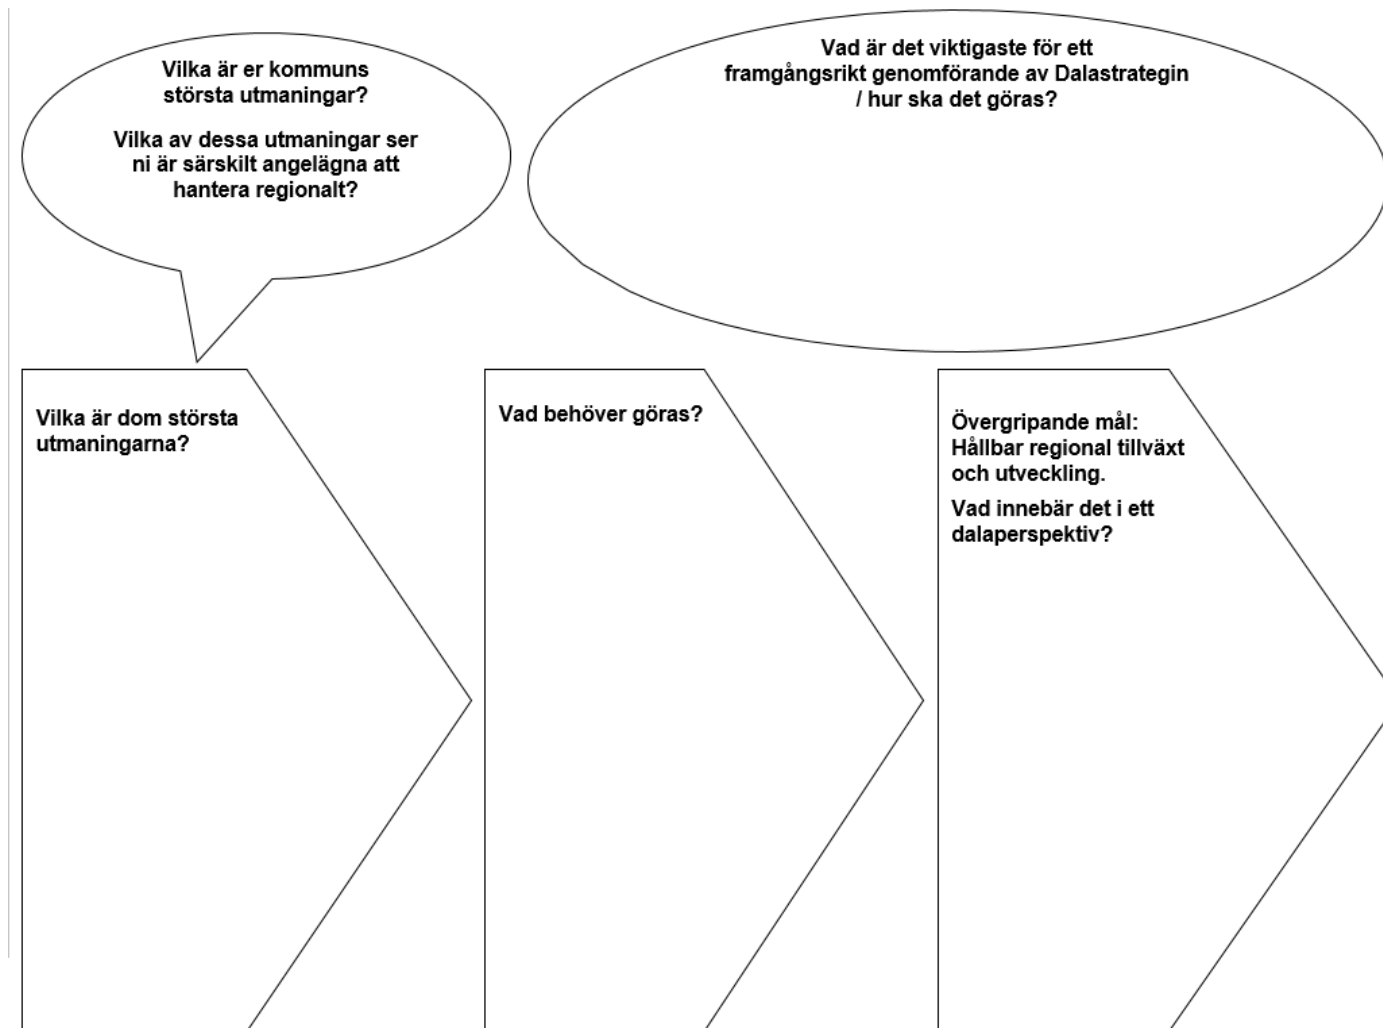 Vilka är er kommuns
största utmaningar?
Vilka av dessa utmaningar ser
ni är särskilt angelägna att
hantera regionalt?
Vad är det viktigaste för ett
framgångsrikt genomförande av Dalastrategin
/ hur ska det göras?
Vilka är dom största
utmaningarna?
Vad behöver göras?
Övergripande mål:
Hållbar regional tillväxt
och utveckling.
Vad innebär det i ett
dalaperspektiv?